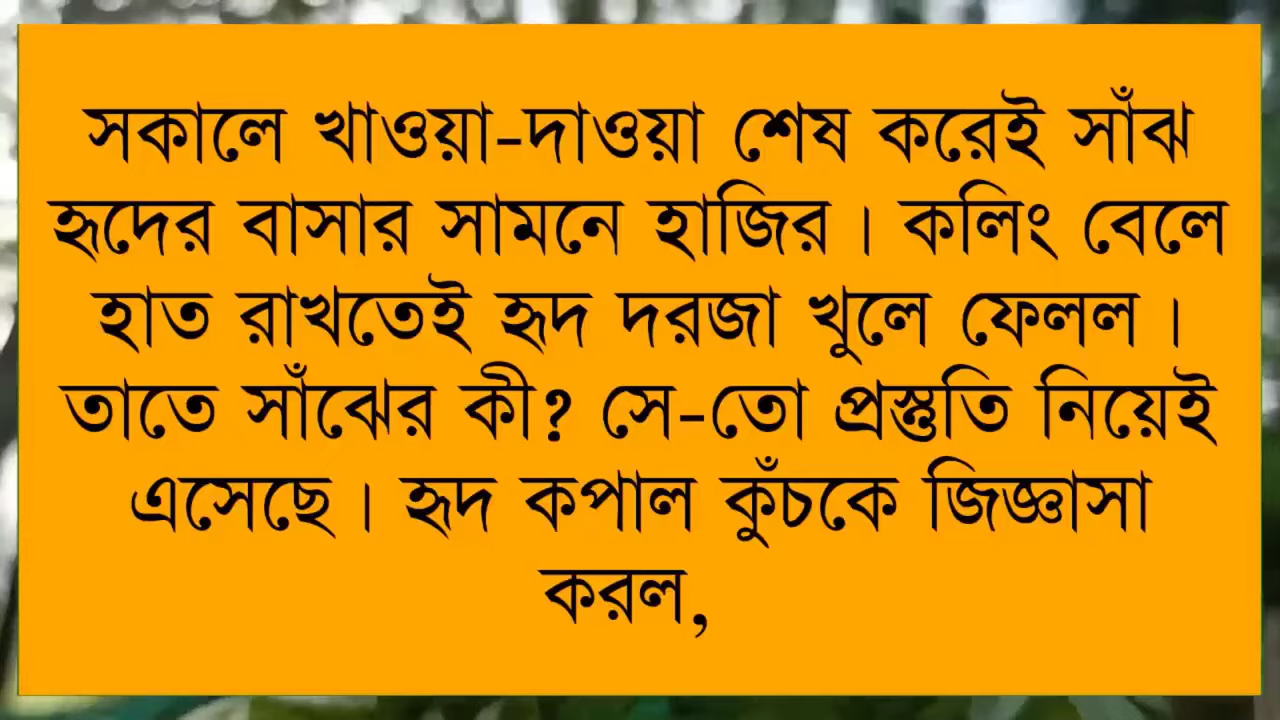 সকালে খাওয়া-দাওয়া শেষ করেই সাঁঝ
হৃদের বাসার সামনে হাজির। কলিং বেলে
হাত রাখতেই হৃদ দরজা খুলে ফেলল।
তাতে সাঁঝের কী? সে-তো প্রস্তুতি নিয়েই
এসেছে। হৃদ কপাল কুঁচকে জিজ্ঞাসা
করল,